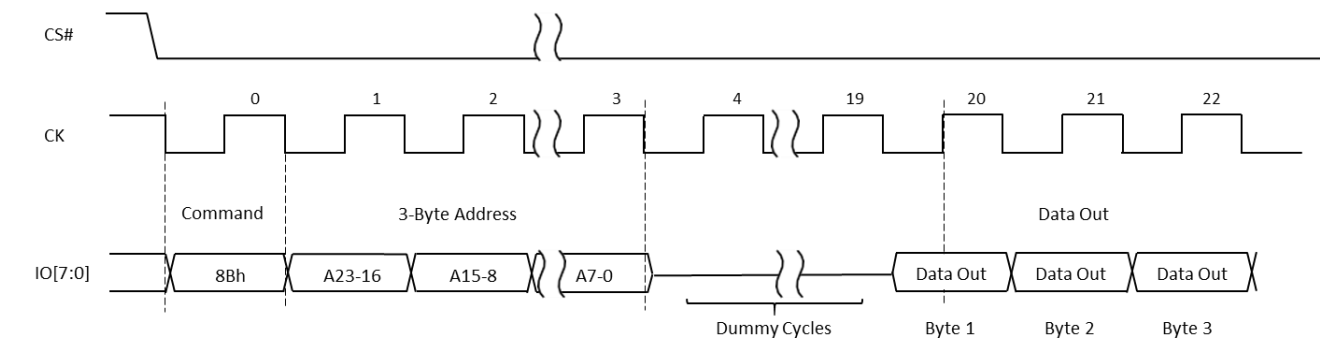 CS#
0 1 2 3 4 19 20 21 22
CK
Command 3-Byte Address Data Out
IO[7:0] 8Bh A23-16 A15-8 A7-0 Data Out Data Out Data Out
Dummy Cycles Byte 1 Byte 2 Byte 3